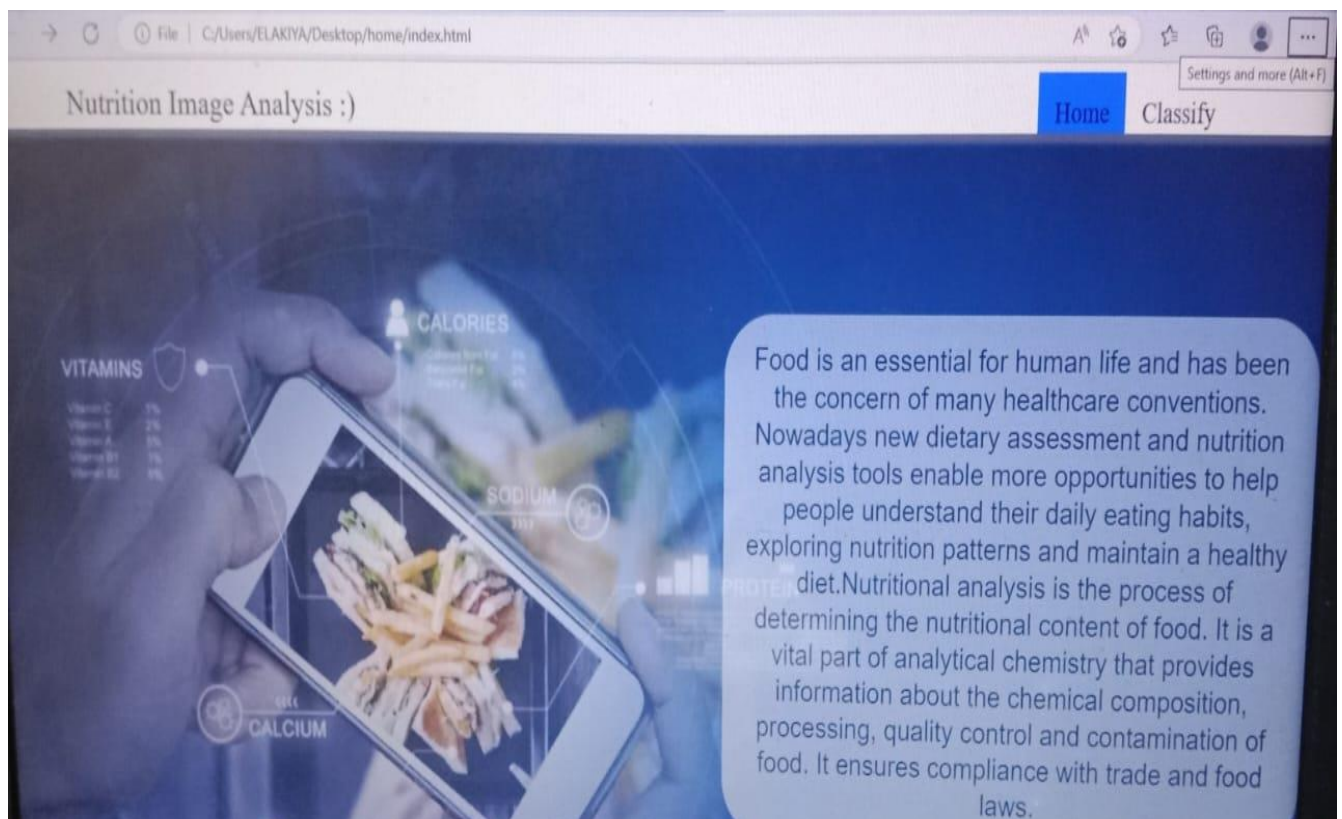 File | C:/Users/ELAKIYA/Desktop/home/index.html
Settings and more (Alt+F)
Nutrition Image Analysis :)
Home Classify
CALORIES
VITAMINS
SODIUM
CALCIUM
Food is an essential for human life and has been
the concern of many healthcare conventions.
Nowadays new dietary assessment and nutrition
analysis tools enable more opportunities to help
people understand their daily eating habits,
exploring nutrition patterns and maintain a healthy
diet.Nutritional analysis is the process of
determining the nutritional content of food. It is a
vital part of analytical chemistry that provides
information about the chemical composition,
processing, quality control and contamination of
food. It ensures compliance with trade and food
laws.
PROTEIN